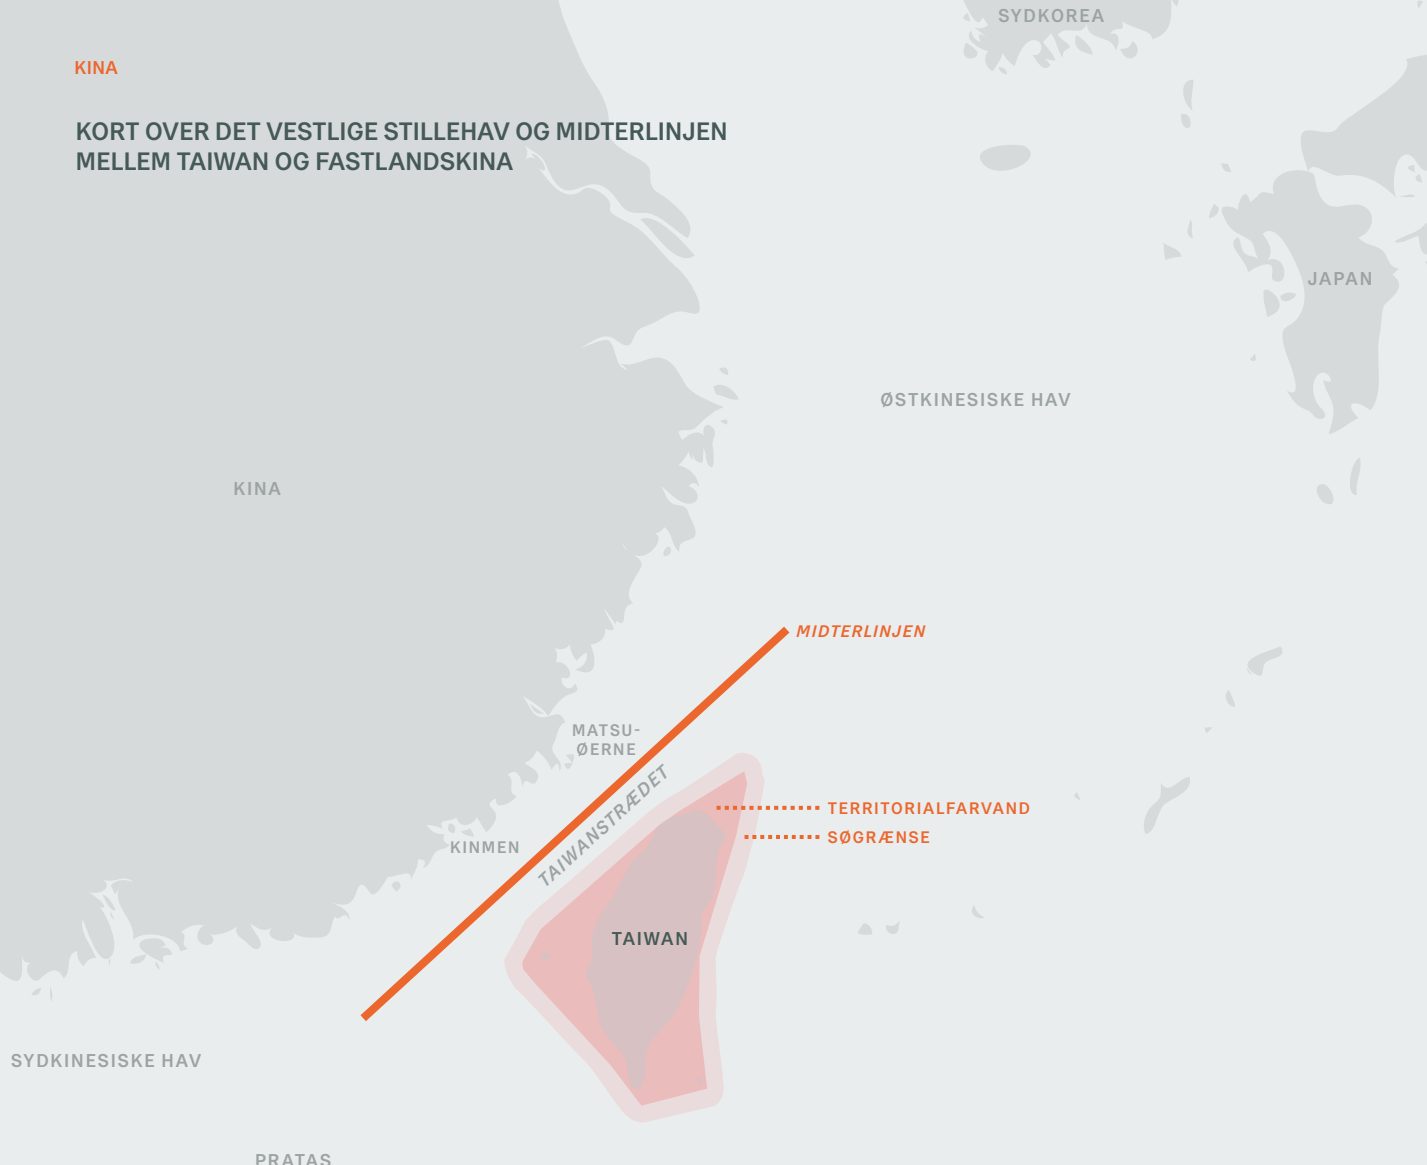 SYDKOREA
KINA
KORT OVER DET VESTLIGE STILLEHAV OG MIDTERLINJEN
MELLEM TAIWAN OG FASTLANDSKINA
JAPAN
ØSTKINESISKE HAV
KINA
MIDTERLINJEN
MATSU-
ØERNE
TAIWANSTRÆDET
TERRITORIALFARVAND
SØGRÆNSE
KINMEN
TAIWAN
SYDKINESISKE HAV
PRATAS